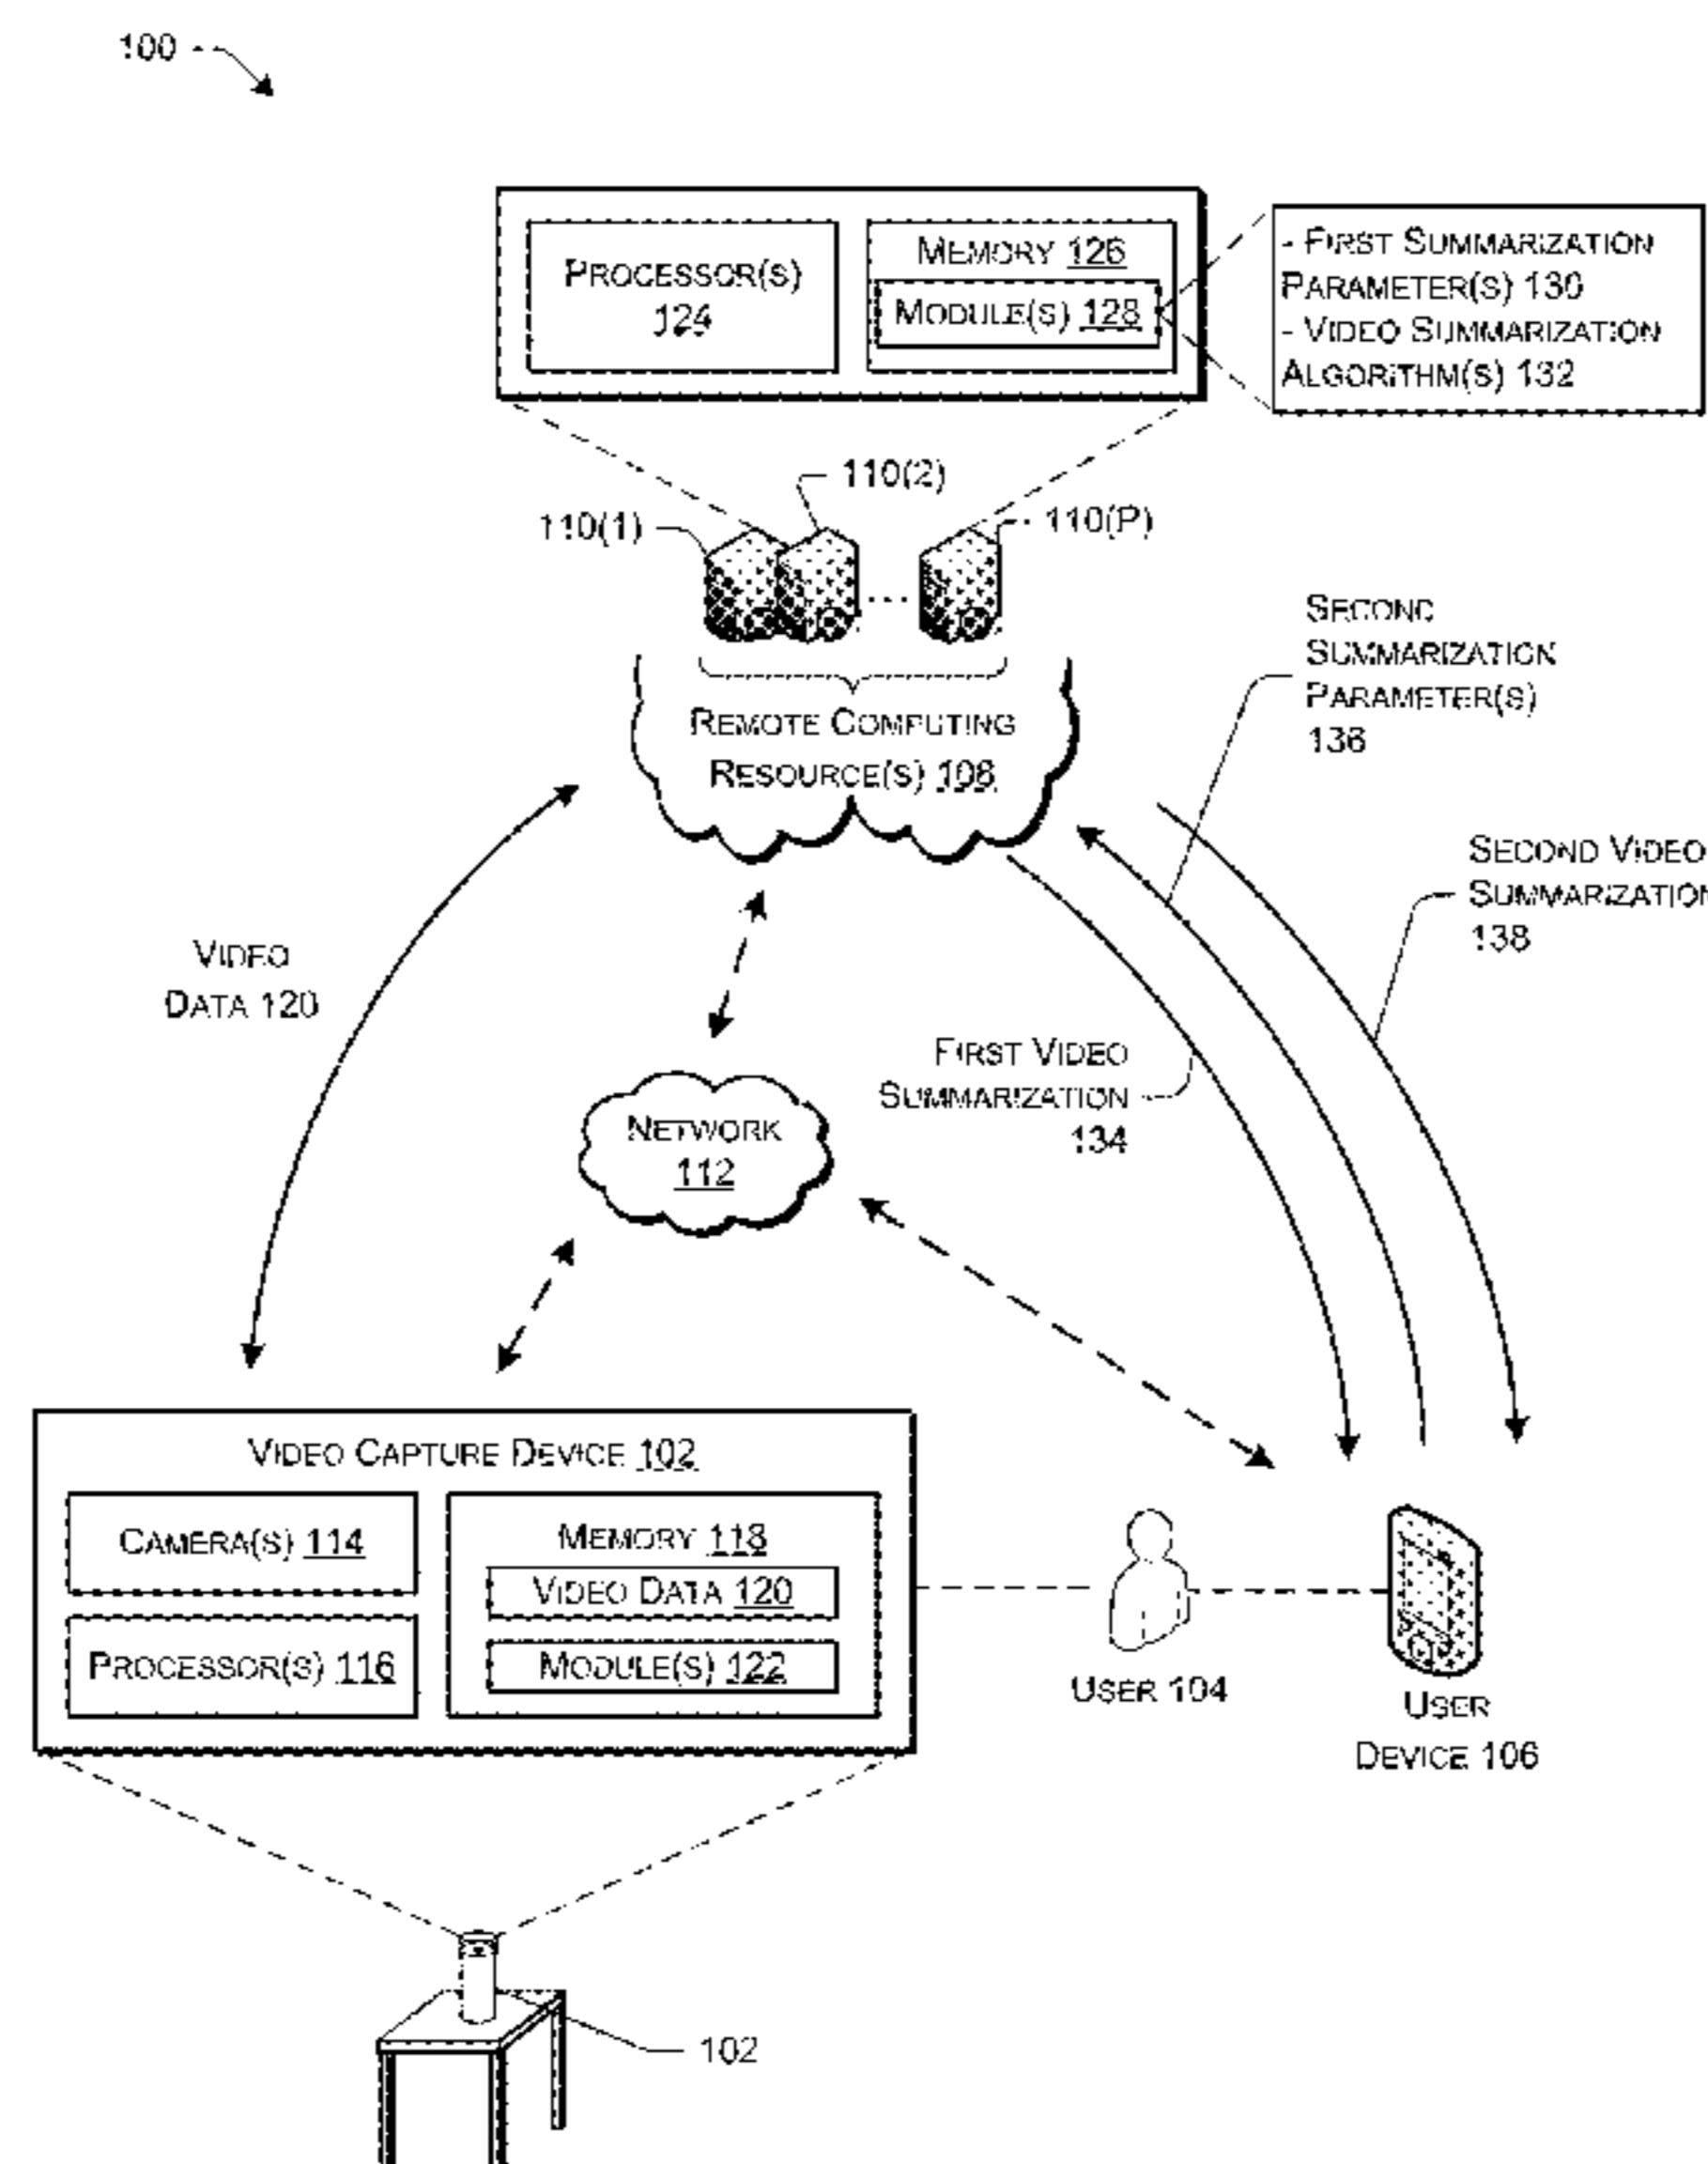 100
PROCESSOR(S)
124
MEMORY 126
MODULE(S) 128
- FIRST SUMMARIZATION
PARAMETER(S) 130
- VIDEO SUMMARIZATION
ALGORITHM(S) 132
110(1)
110(2)
110(P)
...
REMOTE COMPUTING
RESOURCE(S) 108
SECOND
SUMMARIZATION
PARAMETER(S)
136
SECOND VIDEO
SUMMARIZATION
138
VIDEO
DATA 120
FIRST VIDEO
SUMMARIZATION
134
NETWORK
112
VIDEO CAPTURE DEVICE 102
CAMERA(S) 114
PROCESSOR(S) 116
MEMORY 118
VIDEO DATA 120
MODULE(S) 122
USER 104
USER
DEVICE 106
102